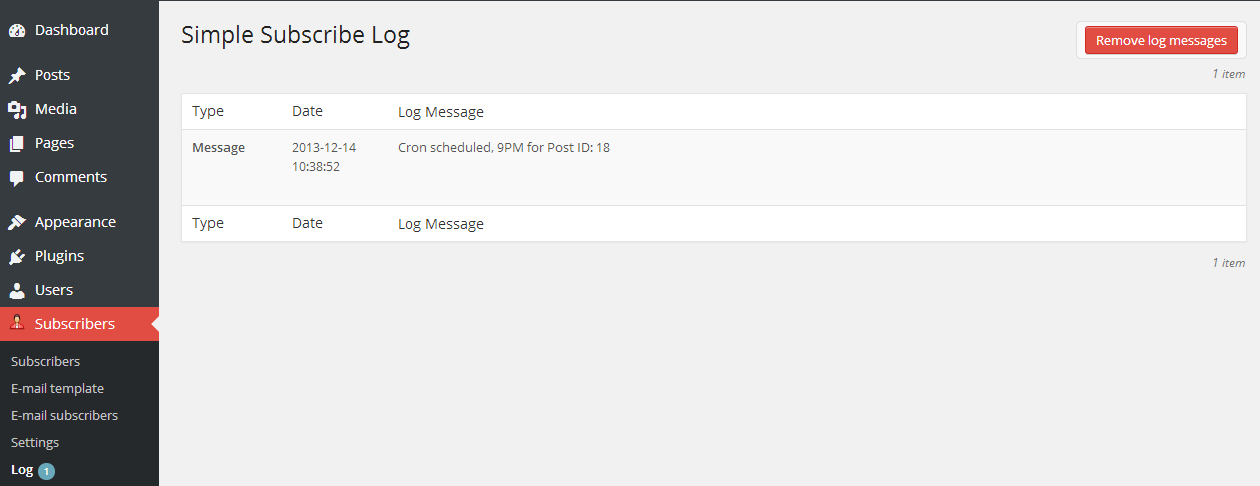 Dashboard
Posts
Media
Pages
Comments
Appearance
Plugins
Users
Subscribers
Subscribers
E-mail template
E-mail subscribers
Settings
Log 1
Simple Subscribe Log
Remove log messages
1 item
Type Date Log Message
Message 2013-12-14 Cron scheduled, 9PM for Post ID: 18
10:38:52
Type Date Log Message
1 item